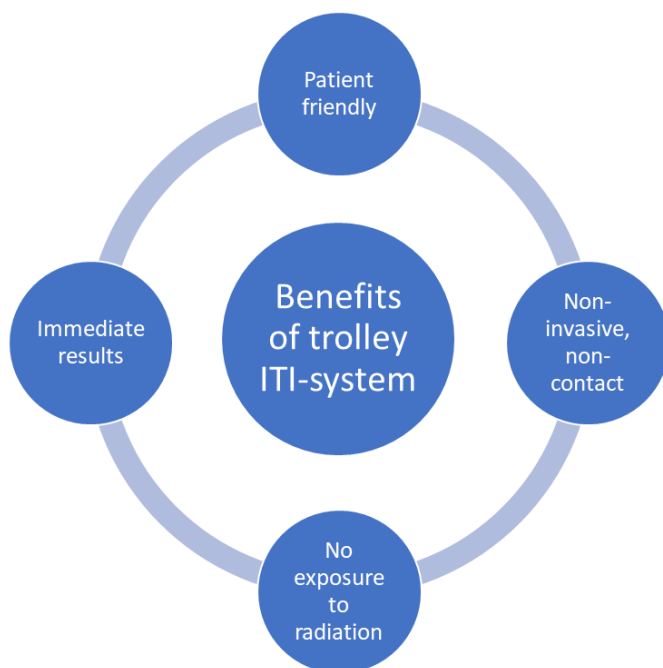 Patient
friendly
Benefits
of trolley
ITI-system
Non-
invasive,
non-
contact
No
exposure
to
radiation
Immediate
results